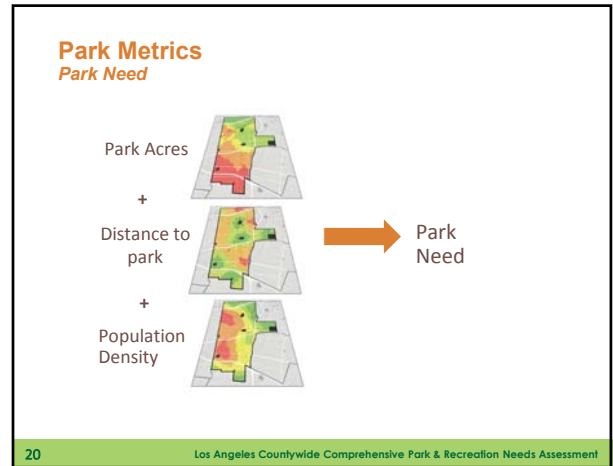 Park Metrics
Park Need
Park Acres
+
Distance to
park
+
Population
Density
Park
Need
20
Los Angeles Countywide Comprehensive Park & Recreation Needs Assessment